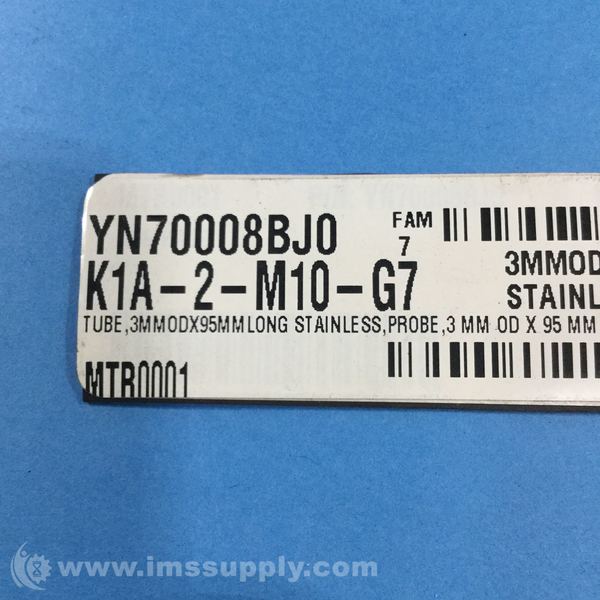 YN70008BJ0
FAM
7
K1A-2-M10-G7
3MMOD
STAINL
TUBE,3MMODX95MMLONG STAINLESS,PROBE,3 MM OD X 95 MM
MTR0001
www.imssupply.com